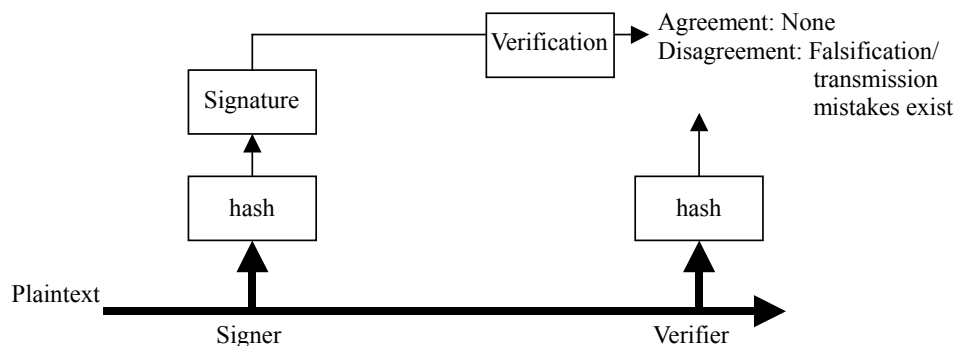 Agreement: None
Verification
Disagreement: Falsification/
transmission
mistakes exist
Signature
hash
hash
Plaintext
Signer
Verifier